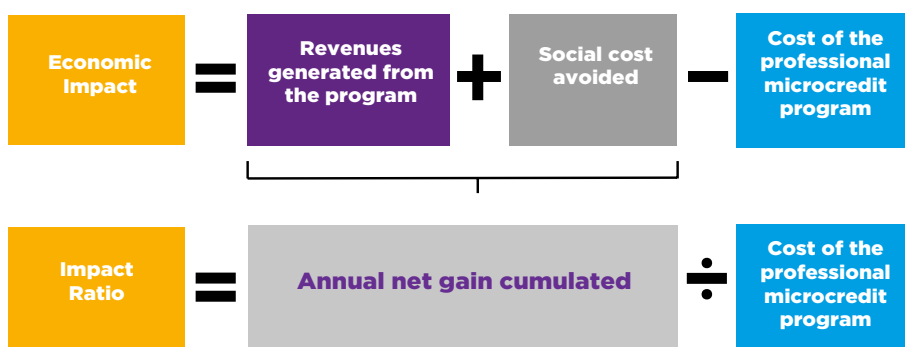 Economic
Impact
=
Revenues
generated from
the program
+
Social cost
avoided
−
Cost of the
professional
microcredit
program
Impact
Ratio
=
Annual net gain cumulated
÷
Cost of the
professional
microcredit
program